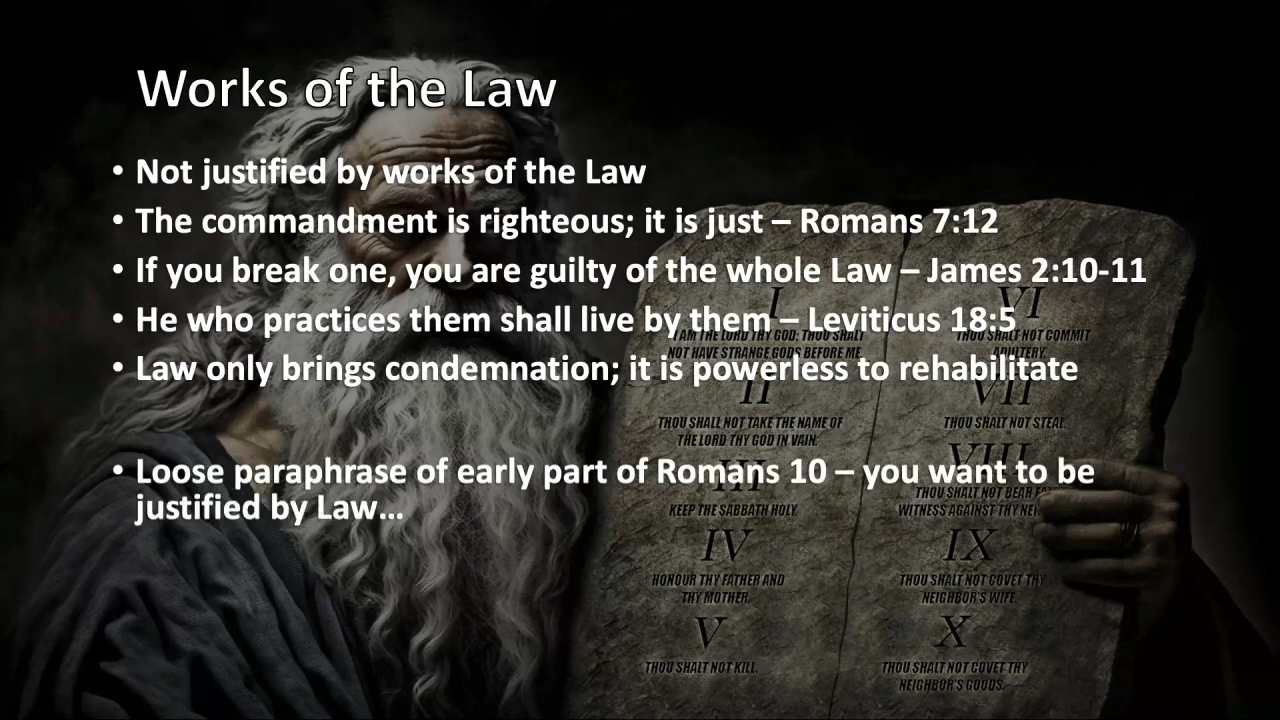 Works of the Law
• Not justified by works of the Law
• The commandment is righteous; it is just – Romans 7:12
• If you break one, you are guilty of the whole Law – James 2:10-11
• He who practices them shall live by them – Leviticus 18:5
• Law only brings condemnation; it is powerless to rehabilitate
• Loose paraphrase of early part of Romans 10 – you want to be
justified by Law…
I
I AM THE LORD THY GOD: THOU SHALT
NOT HAVE STRANGE GODS BEFORE ME.
II
THOU SHALL NOT TAKE THE NAME OF
THE LORD THY GOD IN VAIN.
III
KEEP THE SABBATH HOLY.
IV
HONOUR THY FATHER AND
THY MOTHER.
V
THOU SHALT NOT KILL.
VI
THOU SHALT NOT COMMIT
ADULTERY.
VII
THOU SHALT NOT STEAL.
VIII
THOU SHALT NOT BEAR
WITNESS AGAINST THY
IX
THOU SHALT NOT COVET THY
NEIGHBOR'S WIFE.
X
THOU SHALT NOT COVET THY
NEIGHBOR'S GOODS.